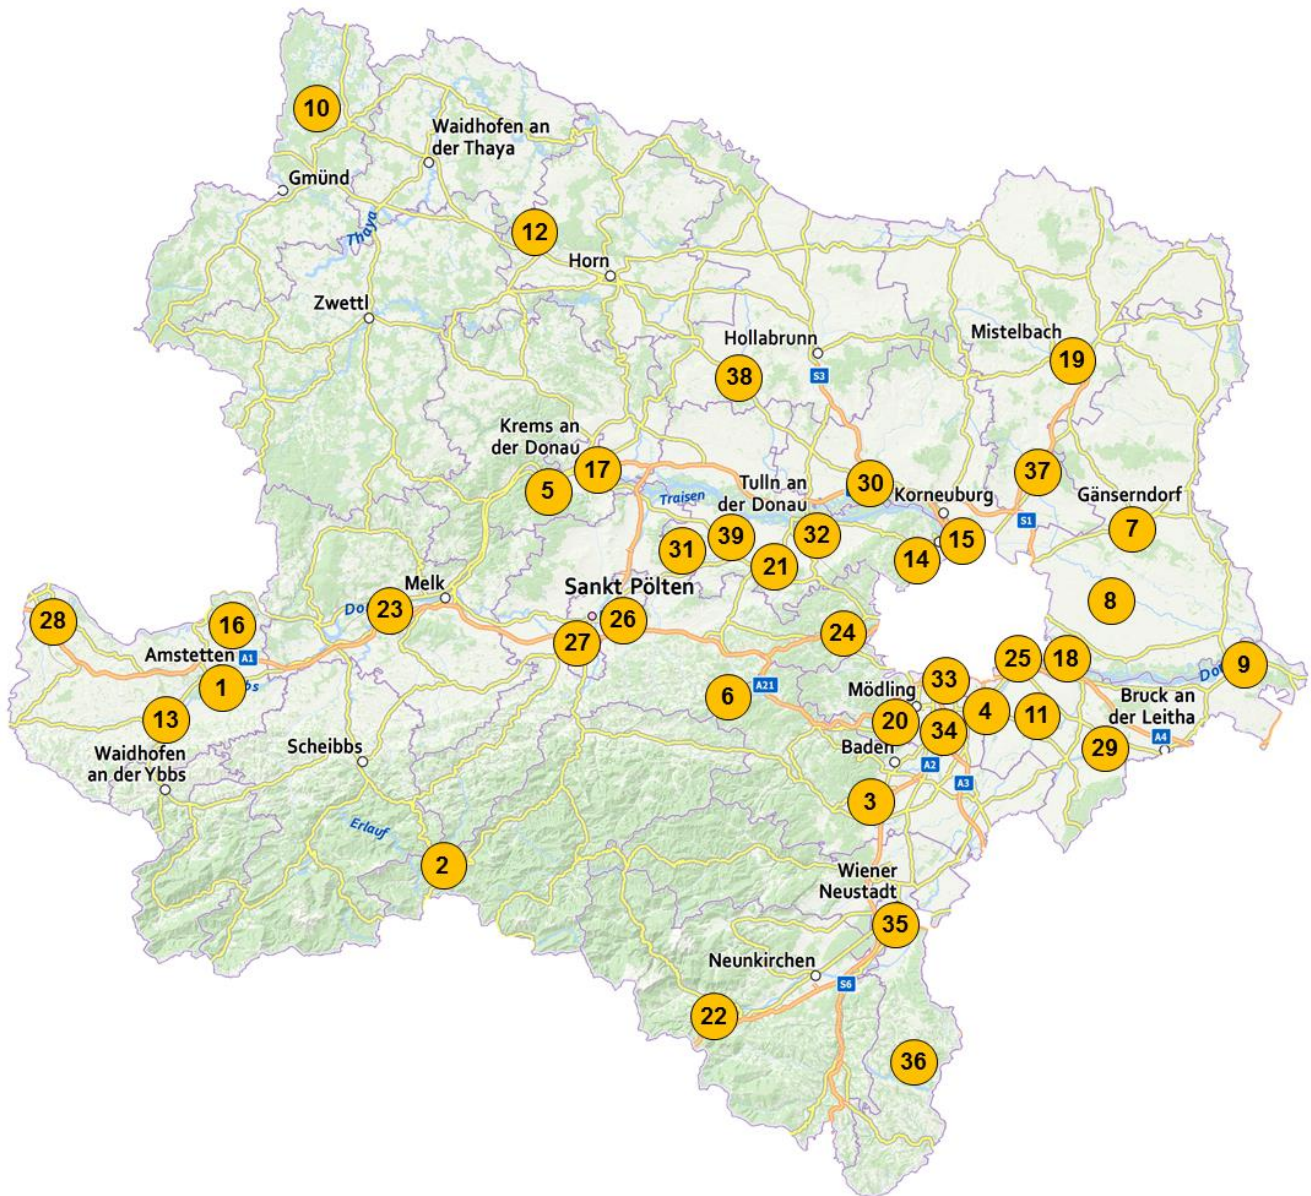 10
Waidhofen an
der Thaya
Gmünd
Thaya
12
Horn
Zwettl
Hollabrunn
Mistelbach
19
38
S3
Krems an
der Donau
17
5
Traisen
Tulln an
der Donau
30
Korneuburg
37
Gänserndorf
S1
7
31
39
32
21
14
15
Melk
Sankt Pölten
8
28
16
Do
23
26
27
24
Amstetten
A1
1
bs
13
6
A21
Mödling
33
25
18
Do
9
20
34
4
11
Bruck an
der Leitha
A4
29
Waidhofen
an der Ybbs
Scheibbs
Baden
A2
A3
3
Erlauf
2
Wiener
Neustadt
35
Neunkirchen
S6
22
36